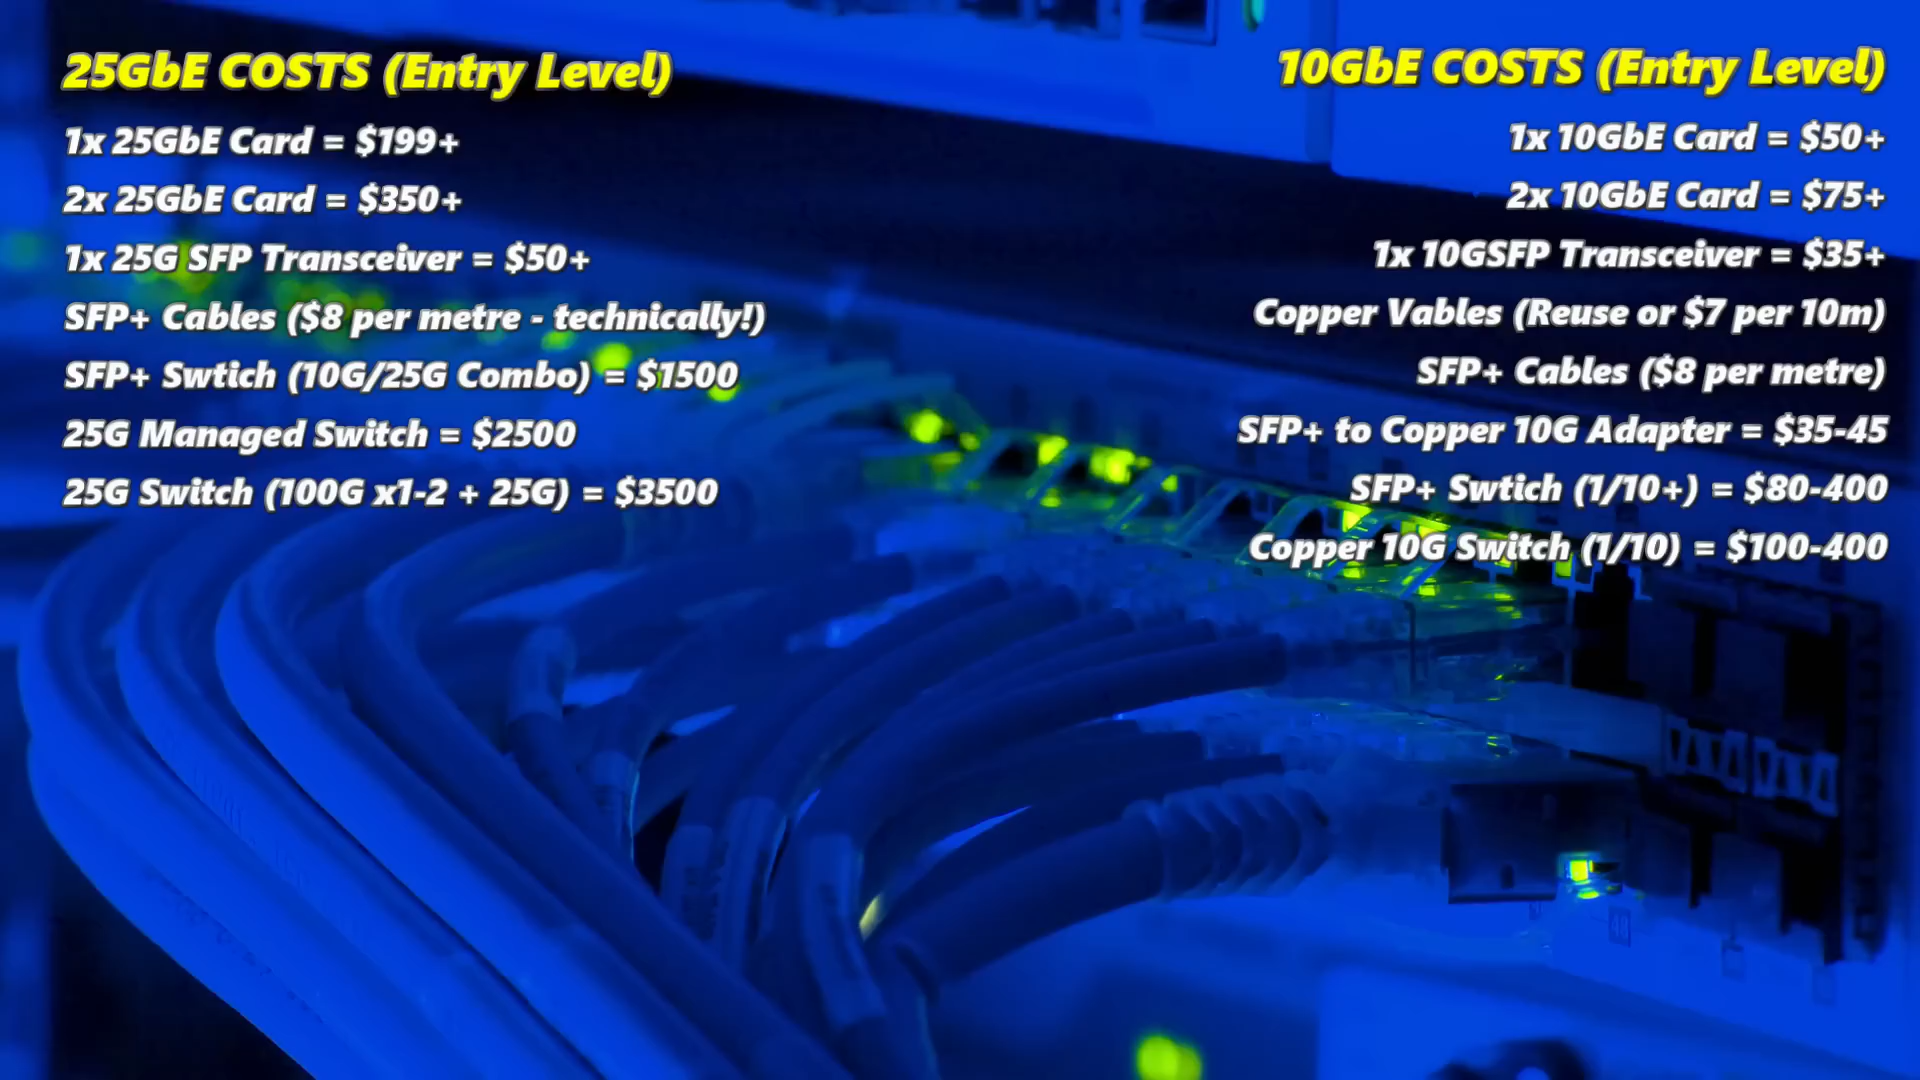 25GbE COSTS (Entry Level)
1x 25GbE Card = $199+
2x 25GbE Card = $350+
1x 25G SFP Transceiver = $50+
SFP+ Cables ($8 per metre - technically!)
SFP+ Swtich (10G/25G Combo) = $1500
25G Managed Switch = $2500
25G Switch (100G x1-2 + 25G) = $3500
10GbE COSTS (Entry Level)
1x 10GbE Card = $50+
2x 10GbE Card = $75+
1x 10GSFP Transceiver = $35+
Copper Vables (Reuse or $7 per 10m)
SFP+ Cables ($8 per metre)
SFP+ to Copper 10G Adapter = $35-45
SFP+ Swtich (1/10+) = $80-400
Copper 10G Switch (1/10) = $100-400
48